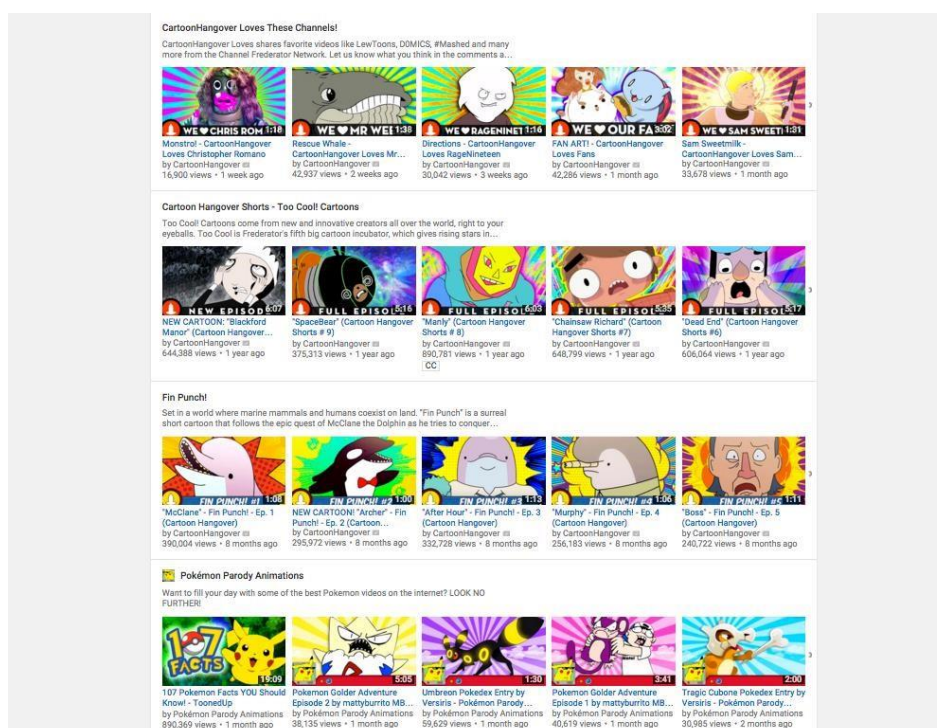 CartoonHangover Loves These Channels!
CartoonHangover Loves shares favorite videos like LewToons, D0MICS, #Mashed and many
more from the Channel Frederator Network. Let us know what you think in the comments a...
WE ♥ CHRIS ROM 1:18
WE ♥ MR WEE 1:38
WE ♥ RAGENINET 1:16
WE ♥ OUR FA 3:02
WE ♥ SAM SWEETI 1:31
Monstro! - CartoonHangover
Loves Christopher Romano
by CartoonHangover
16,900 views • 1 week ago
Rescue Whale -
CartoonHangover Loves Mr...
by CartoonHangover
42,937 views • 2 weeks ago
Directions - CartoonHangover
Loves RageNineteen
by CartoonHangover
30,042 views • 3 weeks ago
FAN ART! - CartoonHangover
Loves Fans
by CartoonHangover
42,286 views • 1 month ago
Sam Sweetmilk -
CartoonHangover Loves Sam...
by CartoonHangover
33,678 views • 1 month ago
Cartoon Hangover Shorts - Too Cool! Cartoons
Too Cool! Cartoons come from new and innovative creators all over the world, right to your
eyeballs. Too Cool is Frederator's fifth big cartoon incubator, which gives rising stars in...
NEW EPISOD 6:07
FULL EPISO 5:16
FULL EPISO 6:03
FULL EPISOL 5:35
FULL EPISO 5:17
NEW CARTOON: "Blackford
Manor" (Cartoon Hangover...
by CartoonHangover
644,388 views • 1 year ago
"SpaceBear" (Cartoon Hangover
Shorts # 9)
by CartoonHangover
375,313 views • 1 year ago
"Manly" (Cartoon Hangover
Shorts # 8)
by CartoonHangover
890,781 views • 1 year ago
CC
"Chainsaw Richard" (Cartoon
Hangover Shorts #7)
by CartoonHangover
648,799 views • 1 year ago
"Dead End" (Cartoon Hangover
Shorts #6)
by CartoonHangover
606,064 views • 1 year ago
Fin Punch!
Set in a world where marine mammals and humans coexist on land. "Fin Punch" is a surreal
short cartoon that follows the epic quest of McClane the Dolphin as he tries to conquer...
FIN PUNCH! #1 1:08
FIN PUNCH! #2 1:00
FIN PUNCH! #3 1:13
FIN PUNCH! #4 1:06
FIN PUNCH! #5 1:11
"McClane" - Fin Punch! - Ep. 1
(Cartoon Hangover)
by CartoonHangover
390,004 views • 8 months ago
NEW CARTOON! "Archer" - Fin
Punch! - Ep. 2 (Cartoon...
by CartoonHangover
295,972 views • 8 months ago
"After Hour" - Fin Punch! - Ep. 3
(Cartoon Hangover)
by CartoonHangover
332,728 views • 8 months ago
"Murphy" - Fin Punch! - Ep. 4
(Cartoon Hangover)
by CartoonHangover
256,183 views • 8 months ago
"Boss" - Fin Punch! - Ep. 5
(Cartoon Hangover)
by CartoonHangover
240,722 views • 8 months ago
Pokémon Parody Animations
Want to fill your day with some of the best Pokemon videos on the internet? LOOK NO
FURTHER!
107
FACTS
19:09
5:05
1:30
3:41
2:00
107 Pokemon Facts YOU Should
Know! - ToonedUp
by Pokémon Parody Animations
890,369 views • 1 month ago
Pokemon Golder Adventure
Episode 2 by mattyburrito MB...
by Pokémon Parody Animations
38,135 views • 1 month ago
Umbreon Pokedex Entry by
Versiris - Pokémon Parody...
by Pokémon Parody Animations
59,629 views • 1 month ago
Pokemon Golder Adventure
Episode 1 by mattyburrito MB...
by Pokémon Parody Animations
40,619 views • 1 month ago
Tragic Cubone Pokedex Entry by
Versiris - Pokémon Parody...
by Pokémon Parody Animations
30,985 views • 2 months ago